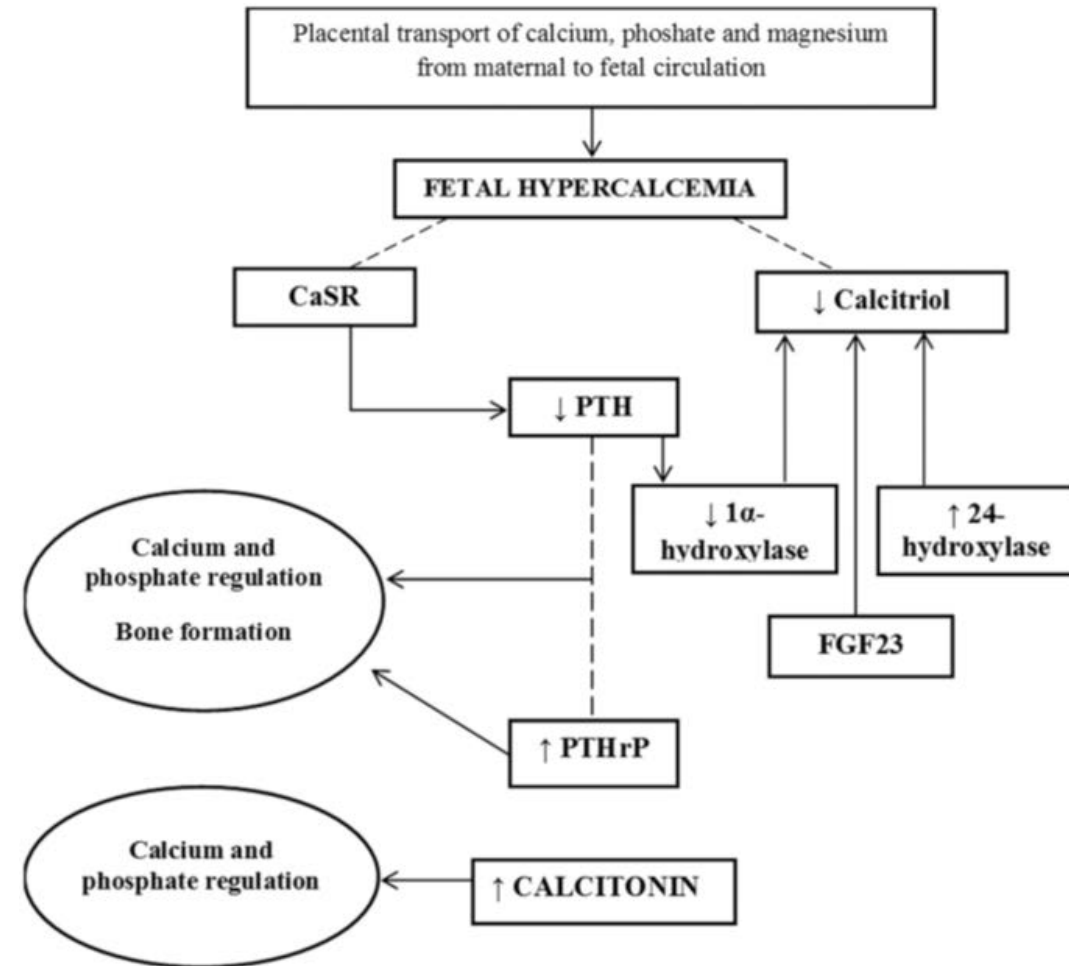 Placental transport of calcium, phoshate and magnesium
from maternal to fetal circulation
FETAL HYPERCALCEMIA
CaSR
↓ Calcitriol
↓ PTH
↓ 1α-
hydroxylase
↑ 24-
hydroxylase
Calcium and
phosphate regulation
Bone formation
FGF23
↑ PTHrP
Calcium and
phosphate regulation
↑ CALCITONIN